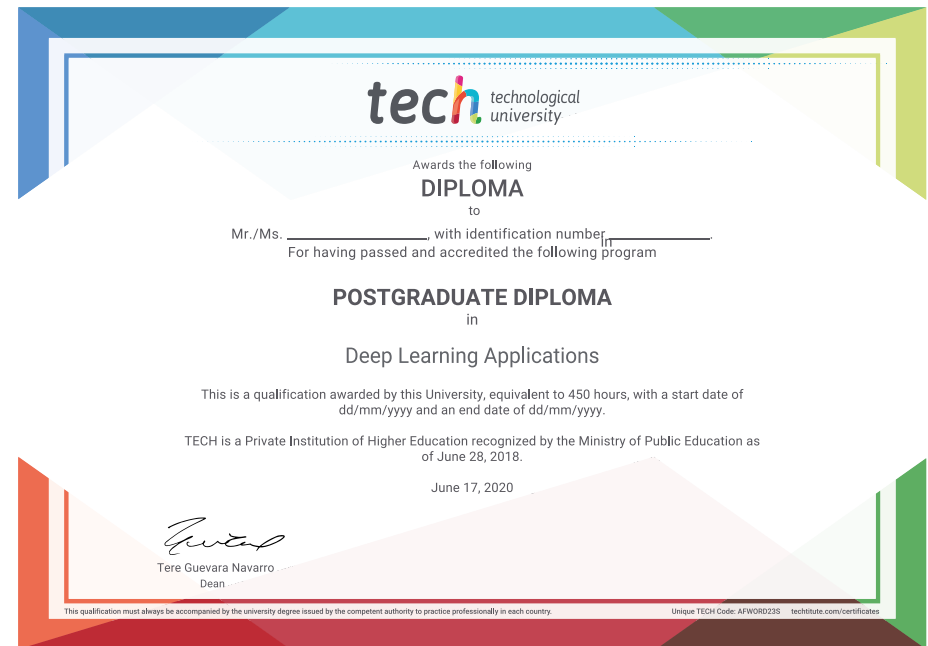 tech technological
university
Awards the following
DIPLOMA
to
Mr./Ms. , with identification number .
in
For having passed and accredited the following program
POSTGRADUATE DIPLOMA
in
Deep Learning Applications
This is a qualification awarded by this University, equivalent to 450 hours, with a start date of
dd/mm/yyyy and an end date of dd/mm/yyyy.
TECH is a Private Institution of Higher Education recognized by the Ministry of Public Education as
of June 28, 2018.
June 17, 2020
Tere Guevara Navarro
Dean
This qualification must always be accompanied by the university degree issued by the competent authority to practice professionally in each country.
Unique TECH Code: AFWORD23S techtitute.com/certificates